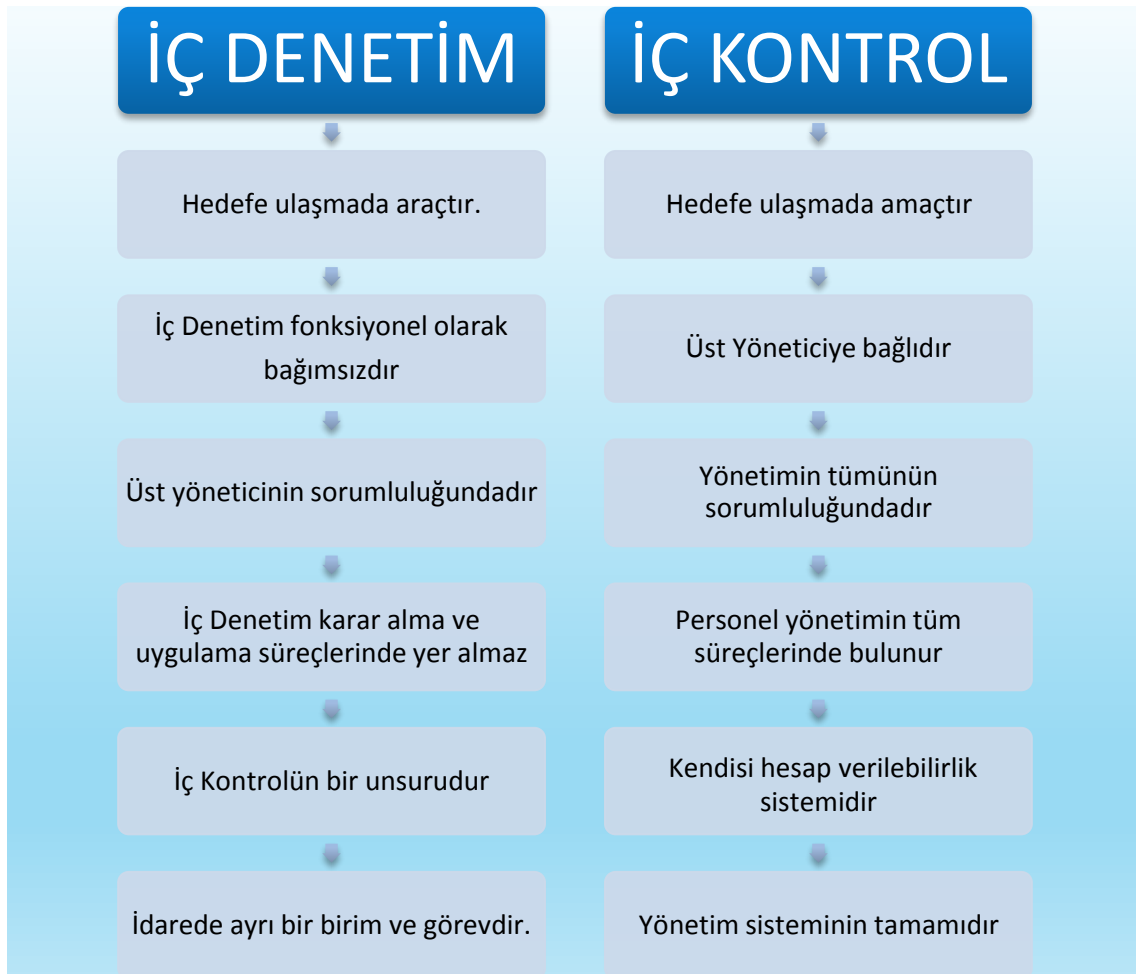 İÇ DENETİM
Hedefe ulaşmada araçtır.
İç Denetim fonksiyonel olarak
bağımsızdır
Üst yöneticinin sorumluluğundadır
İç Denetim karar alma ve
uygulama süreçlerinde yer almaz
İç Kontrolün bir unsurudur
İdarede ayrı bir birim ve görevdir.
İÇ KONTROL
Hedefe ulaşmada amaçtır
Üst Yöneticiye bağlıdır
Yönetimin tümünün
sorumluluğundadır
Personel yönetimin tüm
süreçlerinde bulunur
Kendisi hesap verilebilirlik
sistemidir
Yönetim sisteminin tamamıdır